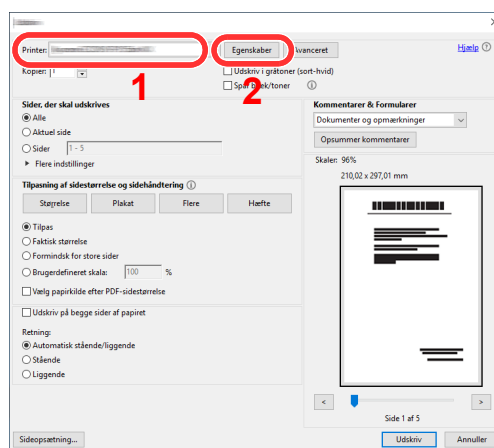 Printer:
Egenskaber
Avanceret
Hjælp
Kopier: 1
1
2
Udskriv i gråtoner (sort-hvid)
Spar blæk/toner
Sider, der skal udskrives
Alle
Aktuel side
Sider 1 - 5
Flere indstillinger
Tilpasning af sidestørrelse og sidehåndtering
Størrelse Plakat Flere Hæfte
Tilpas
Faktisk størrelse
Formindsk for store sider
Brugerdefineret skala: 100 %
Vælg papirkilde efter PDF-sidestørrelse
Udskriv på begge sider af papiret
Retning:
Automatisk stående/liggende
Stående
Liggende
Kommentarer & Formularer
Dokumenter og opmærkninger
Opsummer kommentarer
Skaler: 96%
210,02 x 297,01 mm
< >
Side 1 af 5
Sideopsætning...
Udskriv Annuller